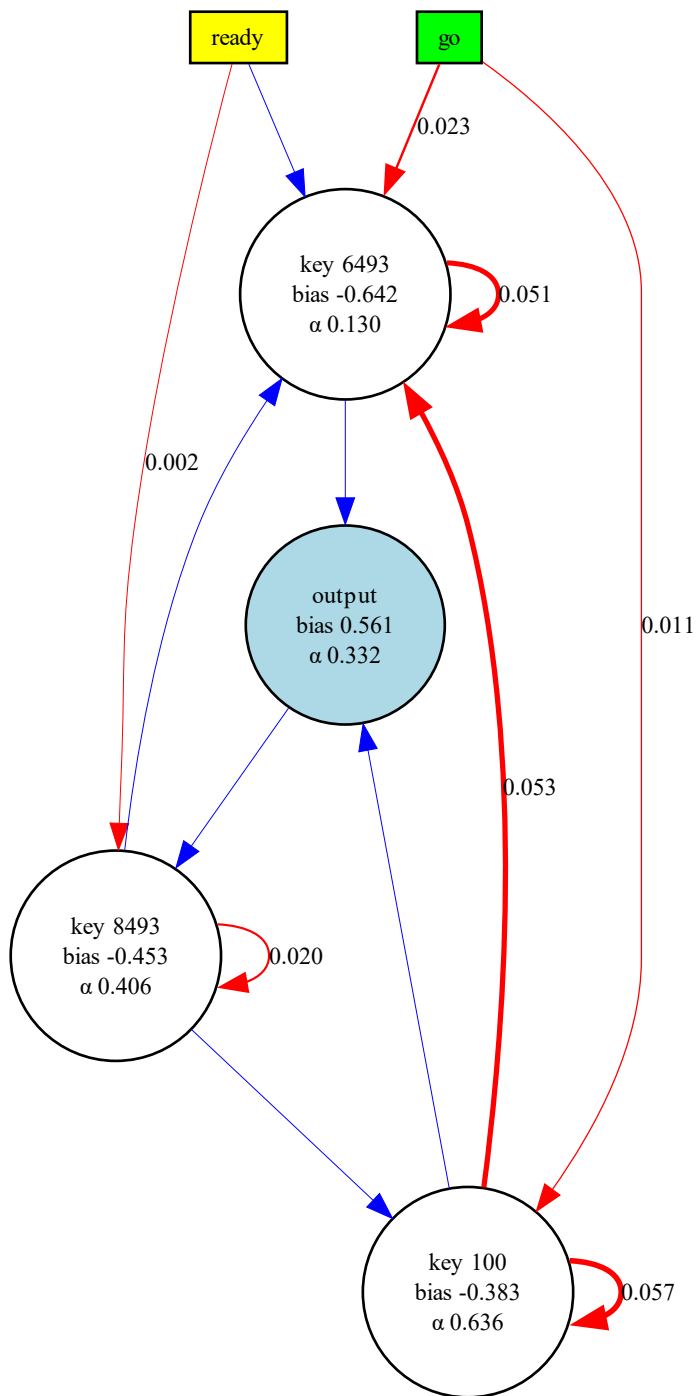 ready
go
0.023
key 6493
bias -0.642
α 0.130
0.051
0.002
output
bias 0.561
α 0.332
0.011
0.053
key 8493
bias -0.453
α 0.406
0.020
key 100
bias -0.383
α 0.636
0.057